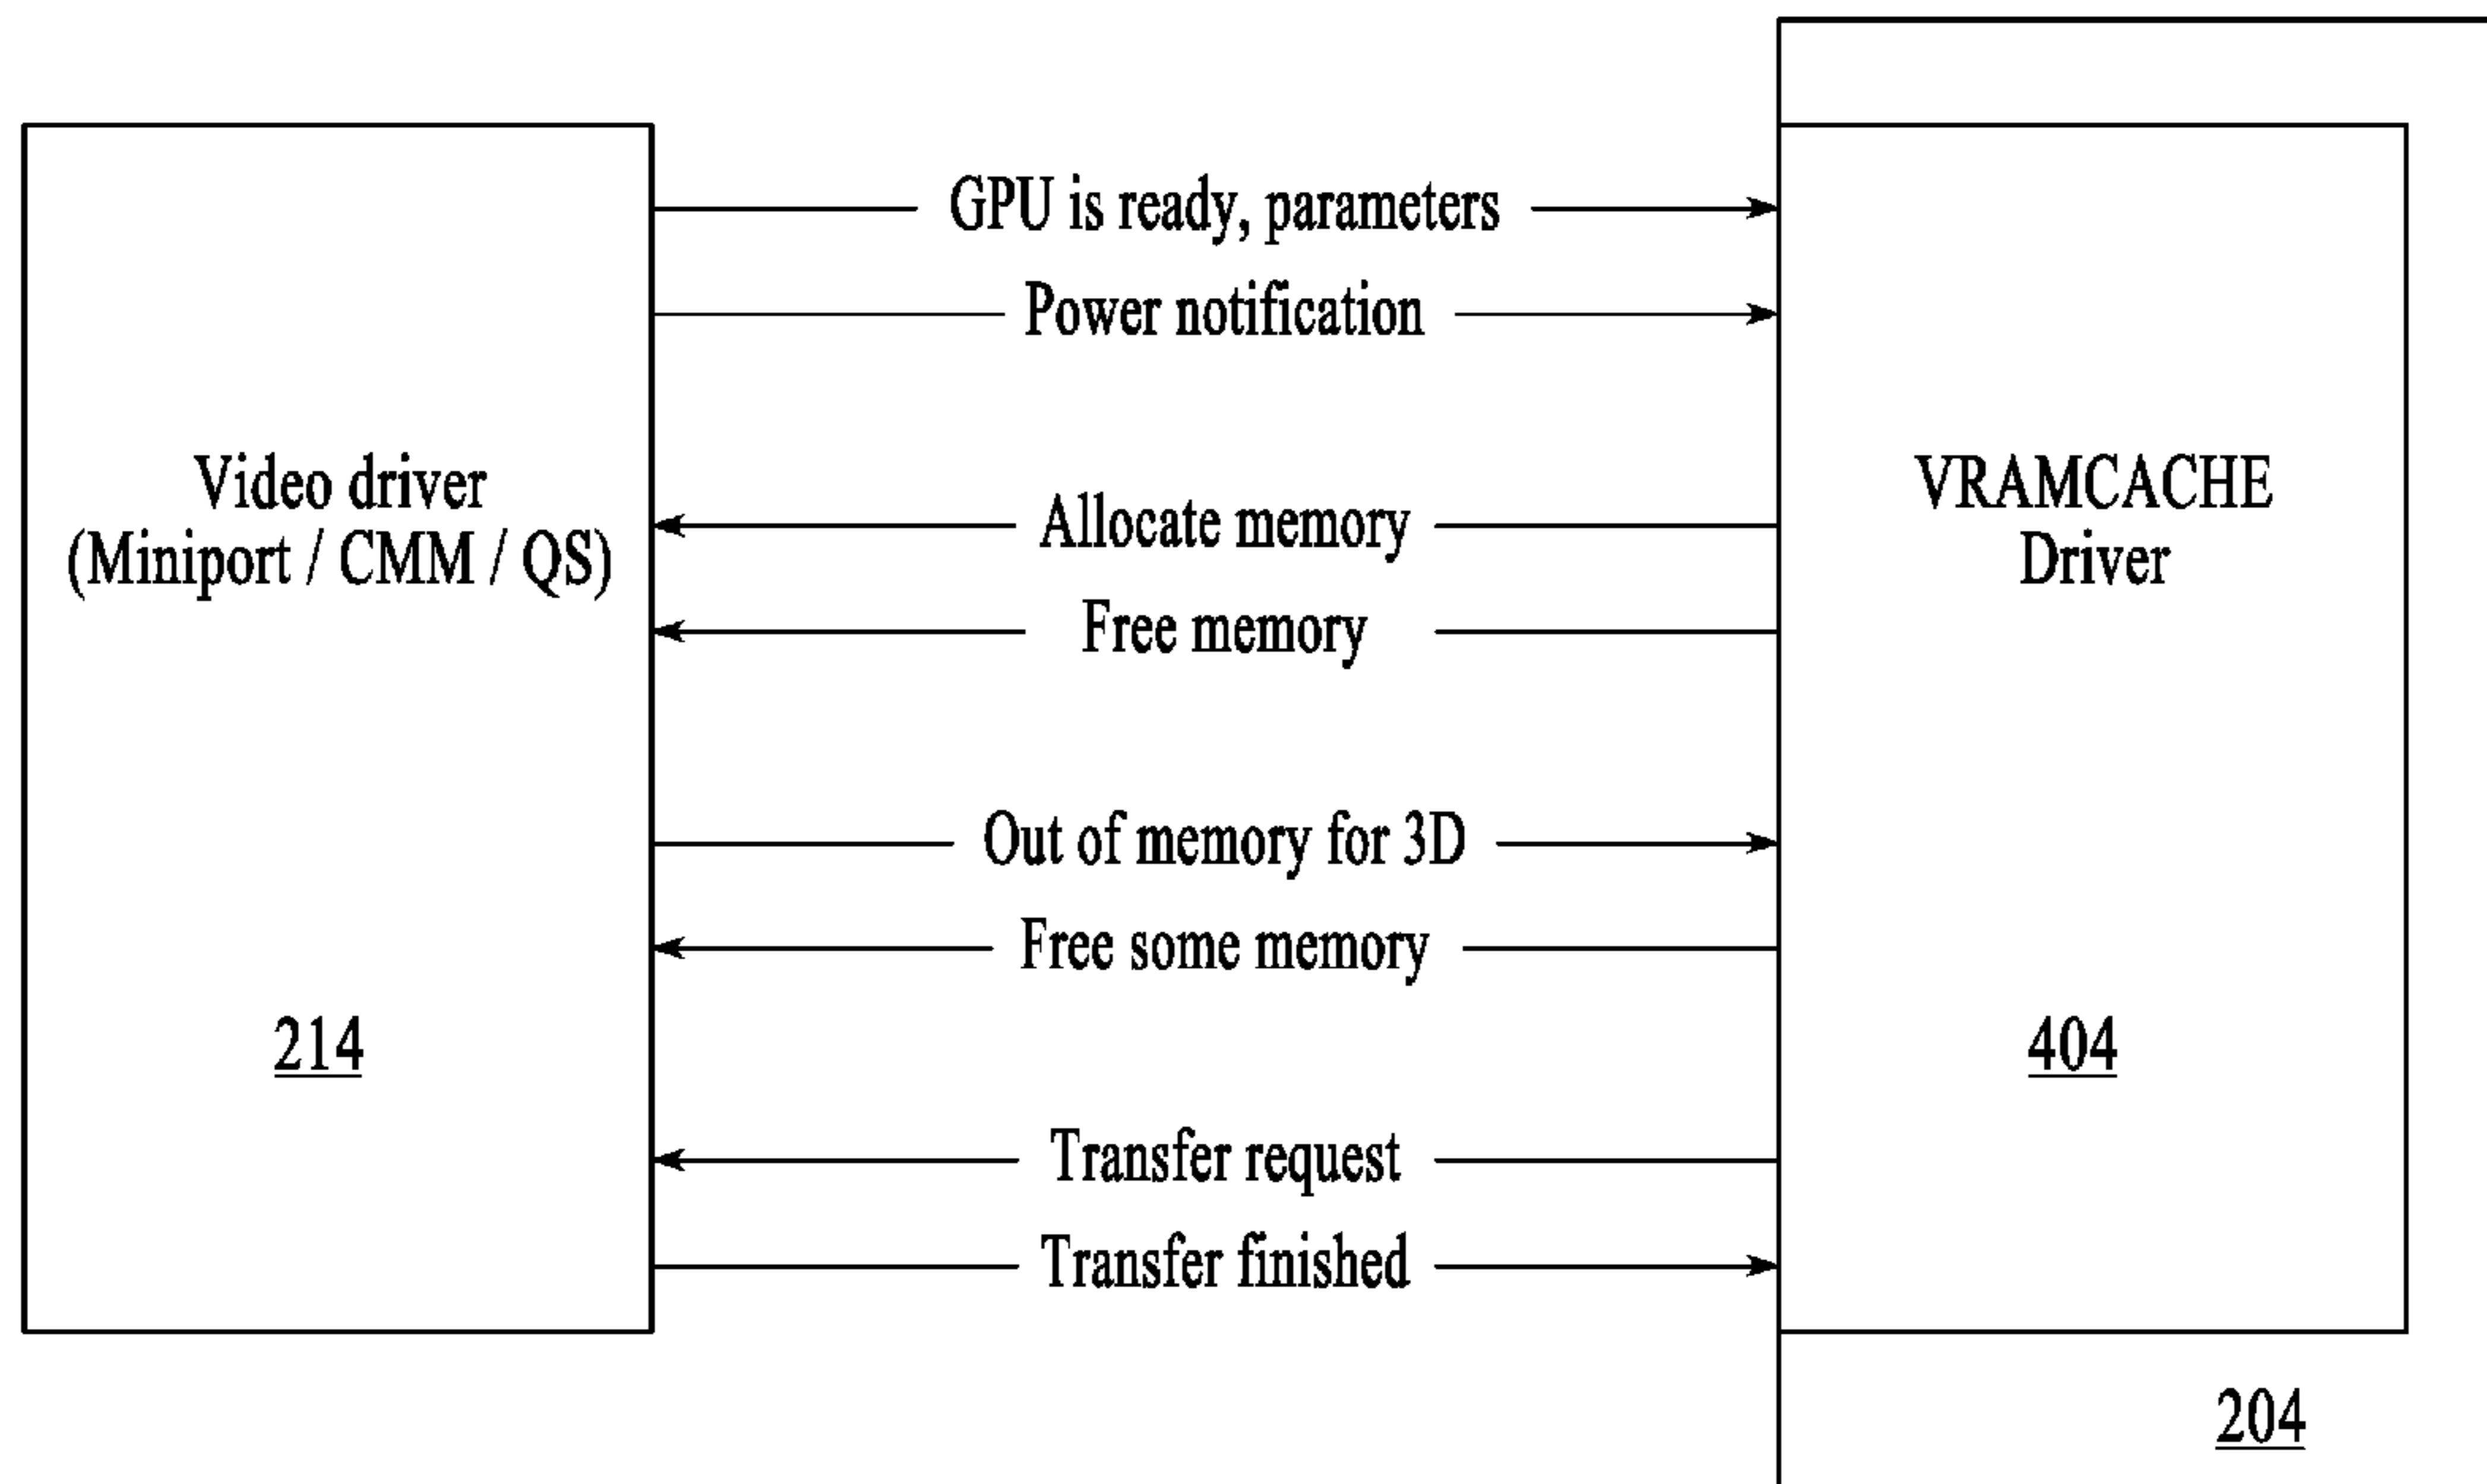 GPU is ready, parameters
Power notification
Video driver
(Miniport / CMM / QS)
VRAMCACHE
Driver
Allocate memory
Free memory
Out of memory for 3D
Free some memory
214
404
Transfer request
Transfer finished
204